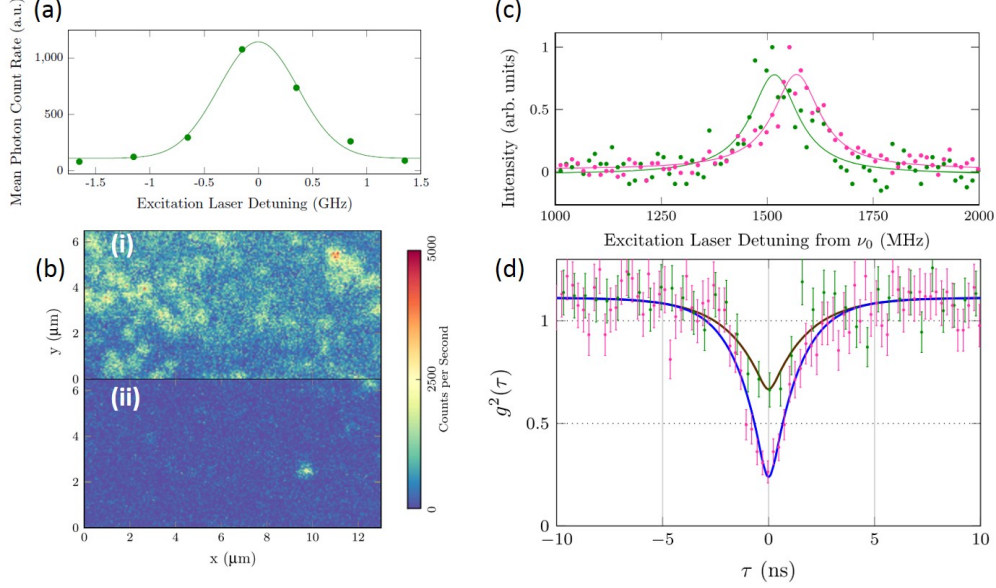 (a)
Mean Photon Count Rate (a.u.)
1,000
500
0
-1.5
-1
-0.5
0
0.5
1
1.5
Excitation Laser Detuning (GHz)
(b)
(i)
6
4
2
0
y (µm)
(ii)
6
4
2
0
0
2
4
6
8
10
12
x (µm)
5000
2500
0
Counts per Second
(c)
Intensity (arb. units)
1
0.5
0
1000
1250
1500
1750
2000
Excitation Laser Detuning from ν₀ (MHz)
(d)
g²(τ)
1
0.5
0
−10
−5
0
5
10
τ (ns)